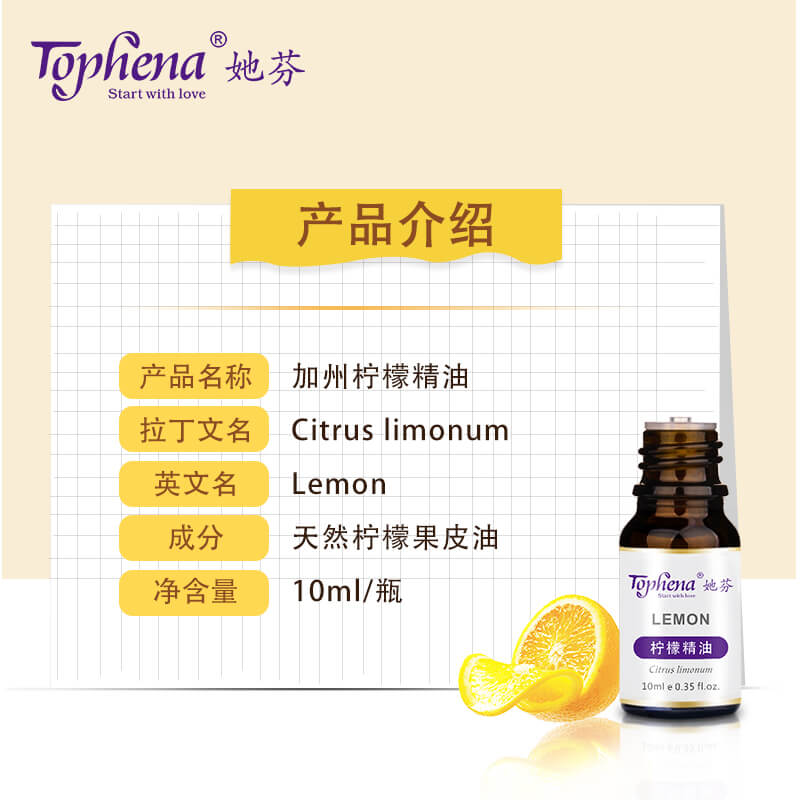 Tophena® 她芬
Start with love
产品介绍
产品名称 加州柠檬精油
拉丁文名 Citrus limonum
英文名 Lemon
成分 天然柠檬果皮油
净含量 10ml/瓶
Tophena® 她芬
Start with love
LEMON
柠檬精油
Citrus limonum
10ml e 0.35 fl.oz.